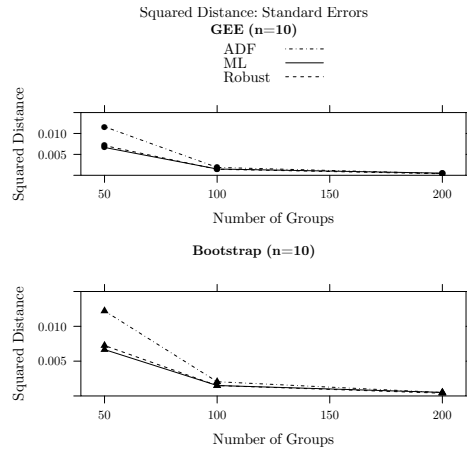 Squared Distance: Standard Errors
GEE (n=10)
ADF
ML
Robust
Squared Distance
0.010
0.005
50 100 150 200
Number of Groups
Bootstrap (n=10)
Squared Distance
0.010
0.005
50 100 150 200
Number of Groups